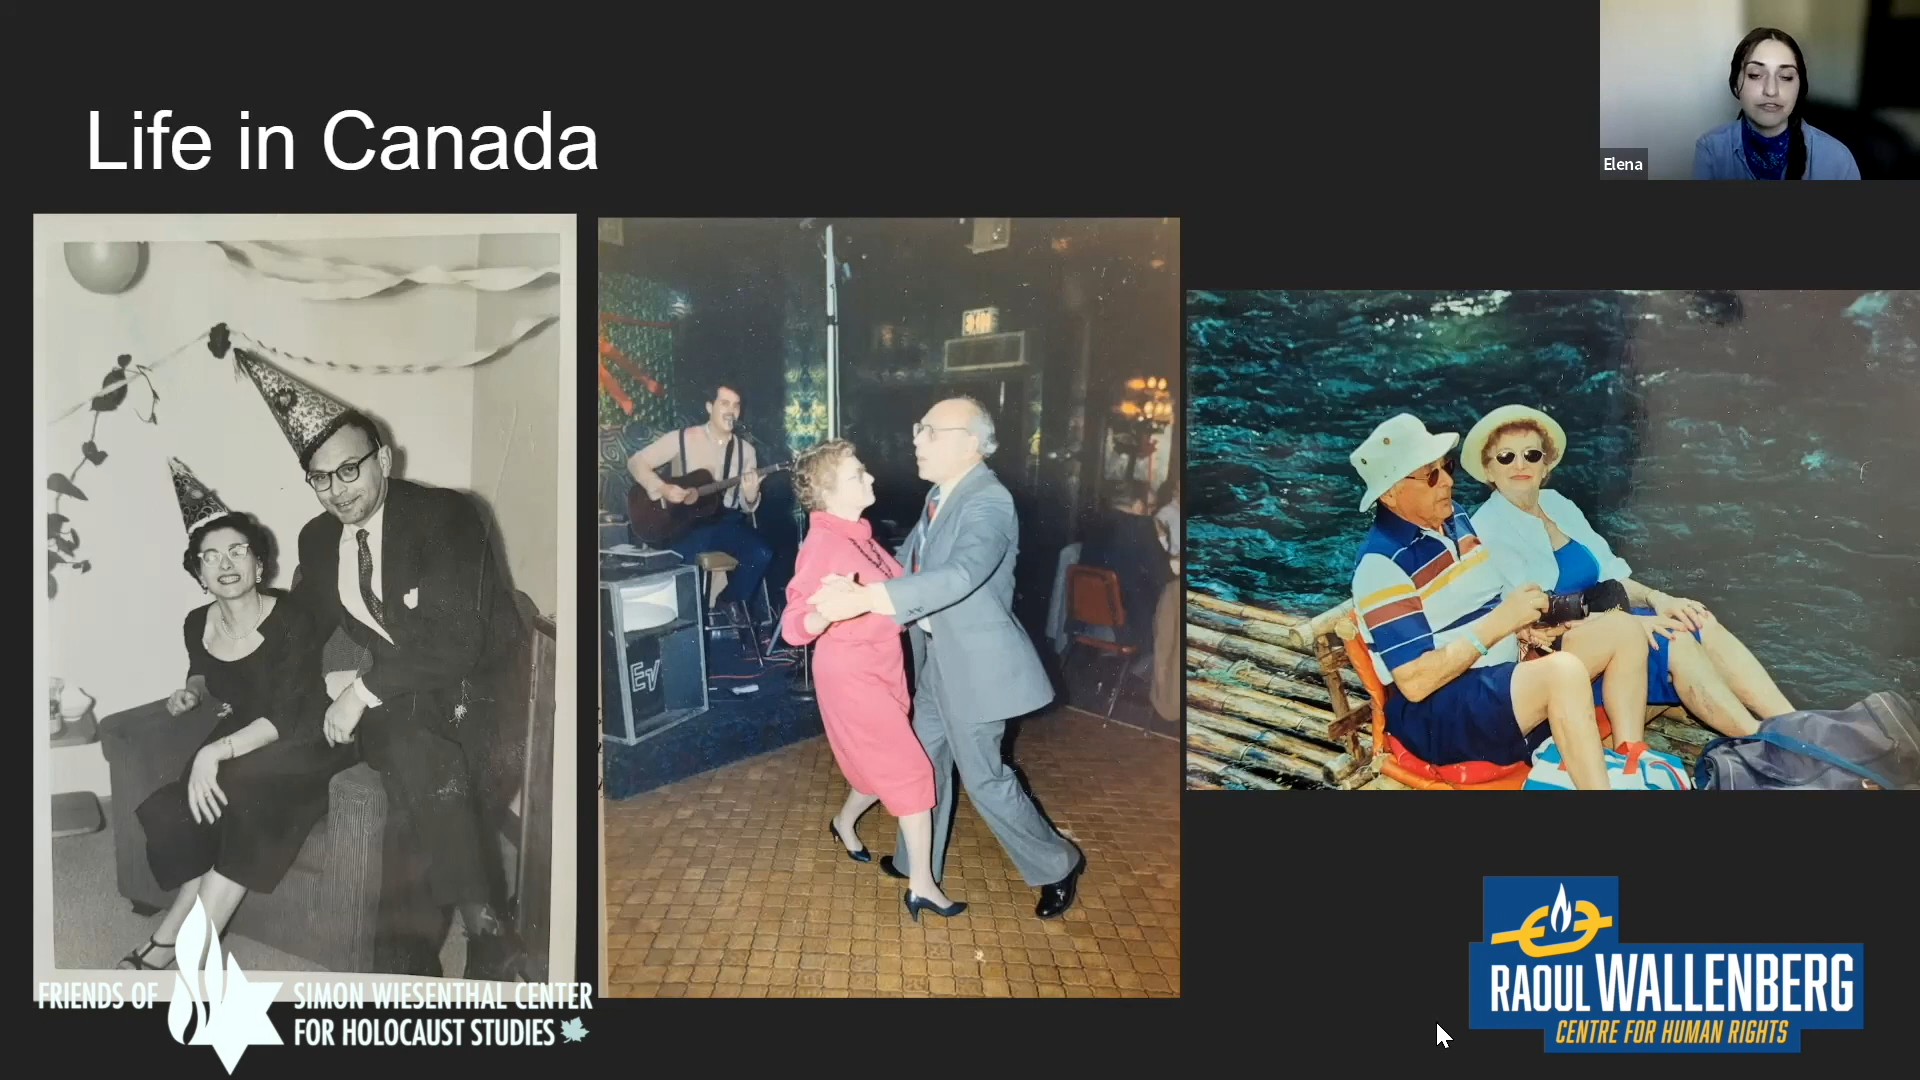 Life in Canada
Elena
EV
FRIENDS OF
SIMON WIESENTHAL CENTER
FOR HOLOCAUST STUDIES
RAOUL WALLENBERG
CENTRE FOR HUMAN RIGHTS